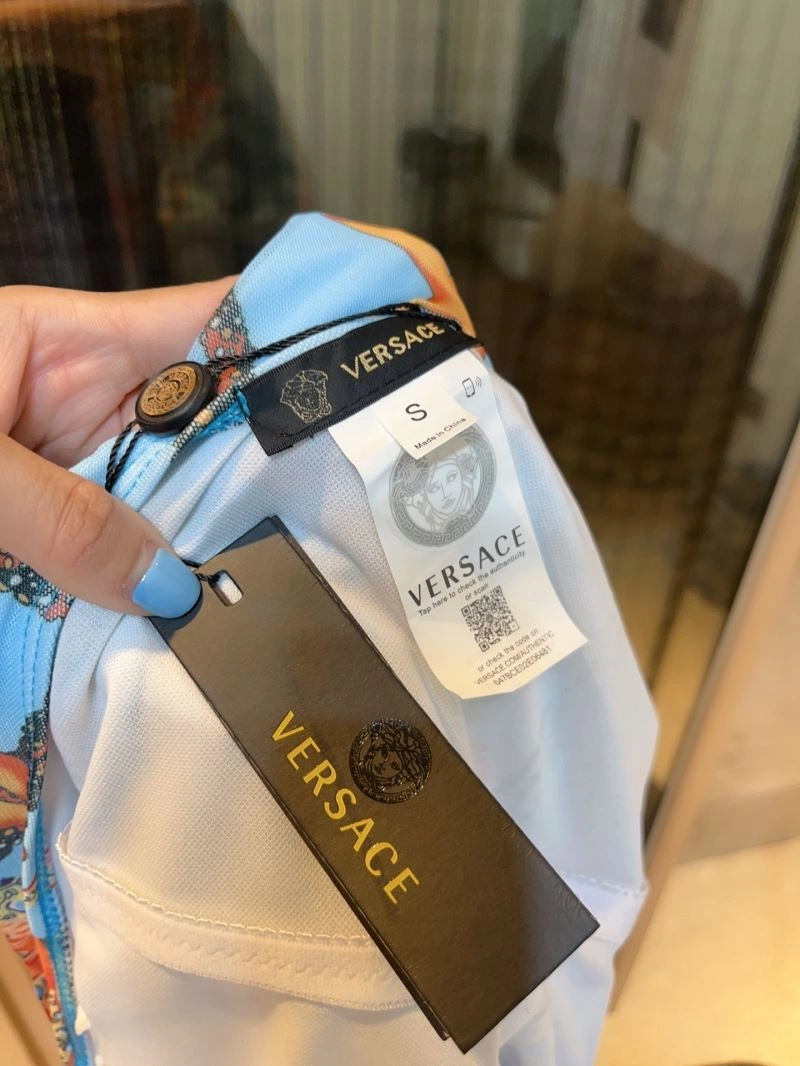 VERSACE
S
Made in China
VERSACE
Tap here to check the authenticity
or scan
or check the code on
VERSACE.COM/AUTHENTIC
047BCE02E06481
VERSACE